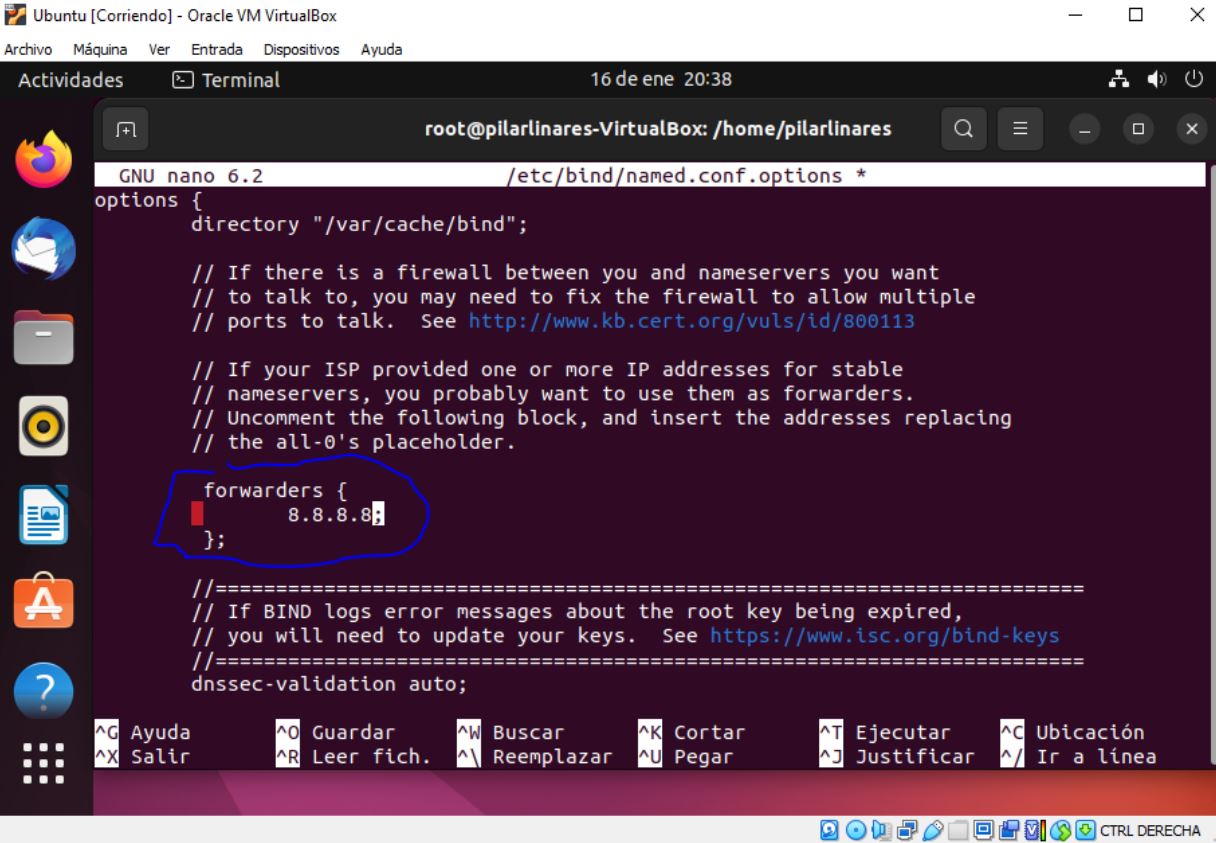 Ubuntu [Corriendo] - Oracle VM VirtualBox
Archivo Máquina Ver Entrada Dispositivos Ayuda
Actividades Terminal 16 de ene 20:38
root@pilarlinares-VirtualBox: /home/pilarlinares
GNU nano 6.2 /etc/bind/named.conf.options *
options {
directory "/var/cache/bind";
// If there is a firewall between you and nameservers you want
// to talk to, you may need to fix the firewall to allow multiple
// ports to talk.  See http://www.kb.cert.org/vuls/id/800113
// If your ISP provided one or more IP addresses for stable
// nameservers, you probably want to use them as forwarders.
// Uncomment the following block, and insert the addresses replacing
// the all-0's placeholder.
forwarders {
8.8.8.8;
};
//========================================================================
// If BIND logs error messages about the root key being expired,
// you will need to update your keys.  See https://www.isc.org/bind-keys
//========================================================================
dnssec-validation auto;
^G Ayuda ^O Guardar ^W Buscar ^K Cortar ^T Ejecutar ^C Ubicación
^X Salir ^R Leer fich. ^\ Reemplazar ^U Pegar ^J Justificar ^/ Ir a línea
CTRL DERECHA